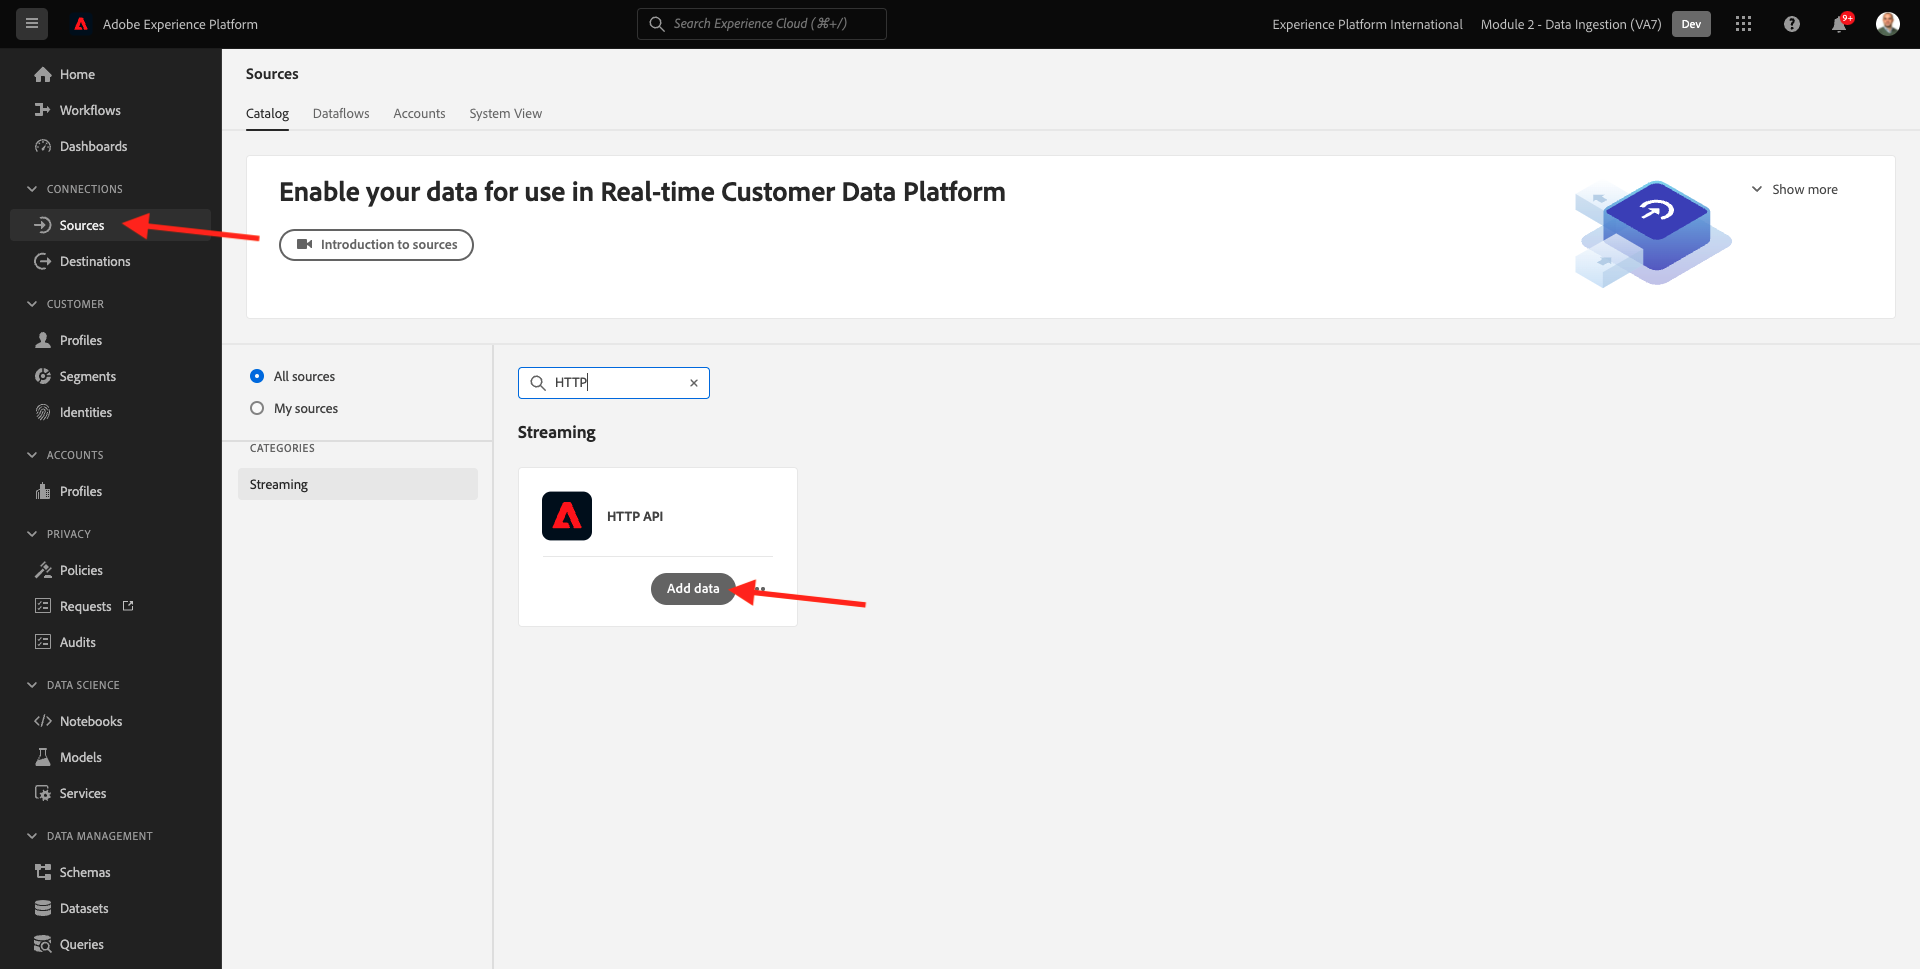 Adobe Experience Platform
Search Experience Cloud (⌘+/)
Experience Platform International
Module 2 - Data Ingestion (VA7)
Dev
9+
Home
Workflows
Dashboards
CONNECTIONS
Sources
Destinations
CUSTOMER
Profiles
Segments
Identities
ACCOUNTS
Profiles
PRIVACY
Policies
Requests
Audits
DATA SCIENCE
Notebooks
Models
Services
DATA MANAGEMENT
Schemas
Datasets
Queries
Sources
Catalog
Dataflows
Accounts
System View
Enable your data for use in Real-time Customer Data Platform
Show more
Introduction to sources
All sources
My sources
CATEGORIES
Streaming
HTTP
Streaming
HTTP API
Add data